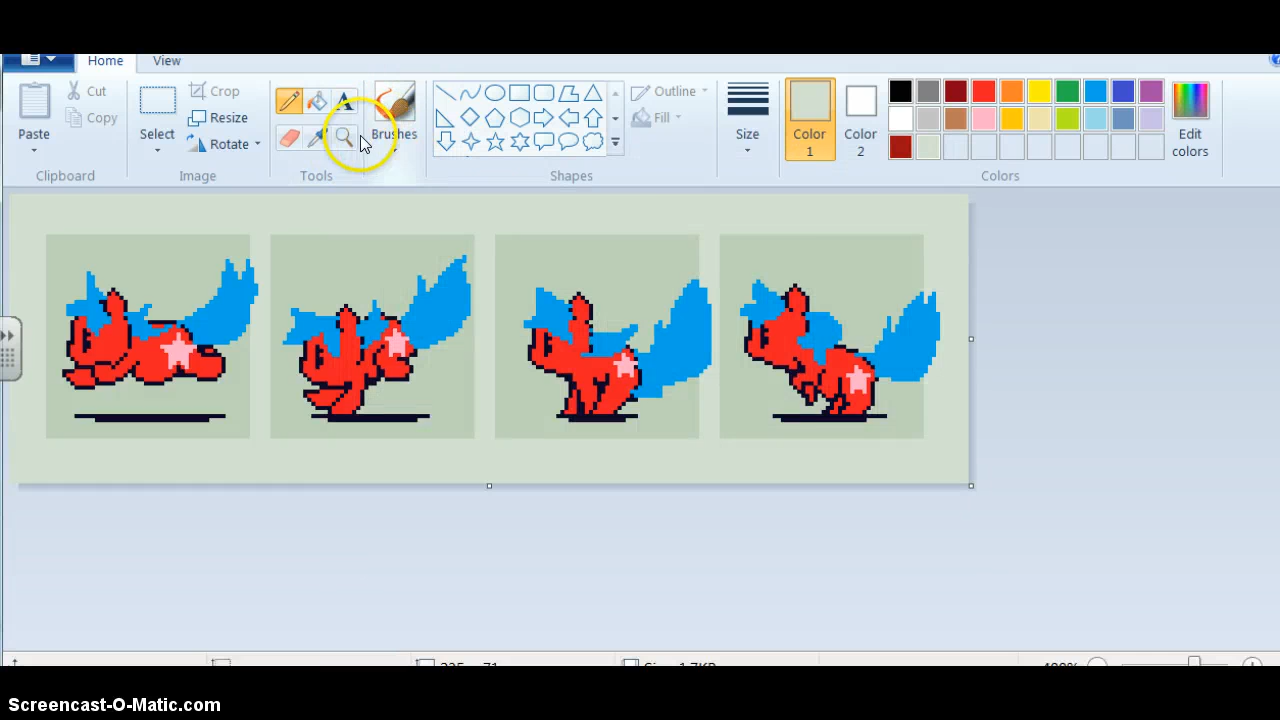 Home View
Cut
Copy
Paste
Clipboard
Crop
Resize
Rotate
Select
Image
A
Tools
Brushes
Outline
Fill
Shapes
Size
Color
1
Color
2
Edit
colors
Colors
Screencast-O-Matic.com